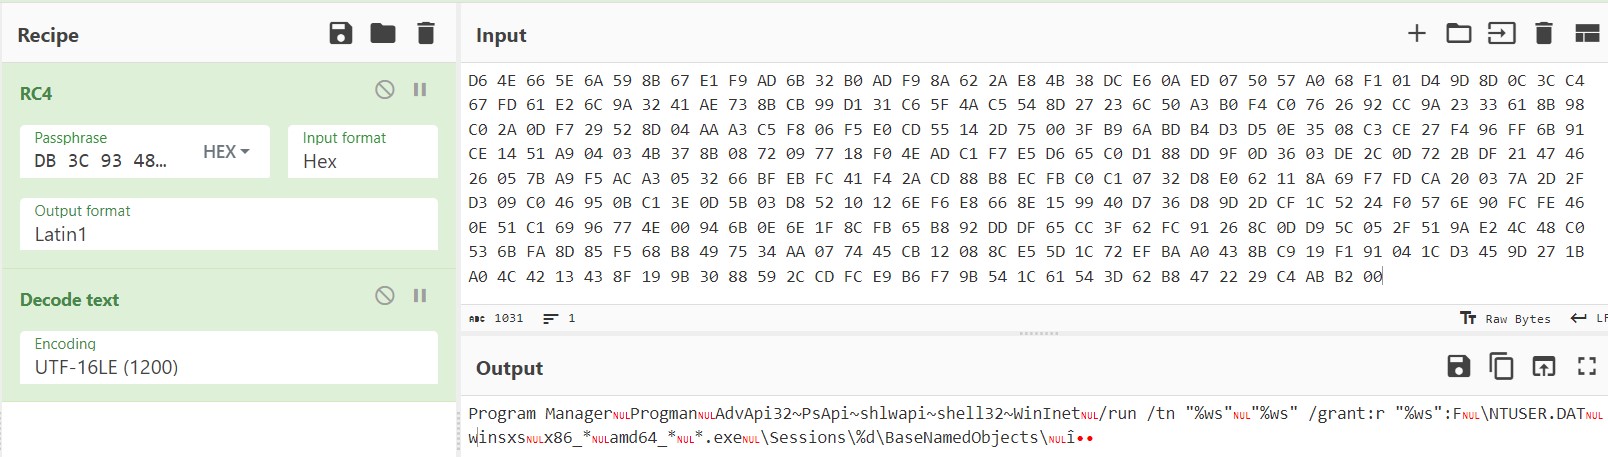 Recipe
RC4
Passphrase
DB 3C 93 48...
HEX
Input format
Hex
Output format
Latin1
Decode text
Encoding
UTF-16LE (1200)
Input
D6 4E 66 5E 6A 59 8B 67 E1 F9 AD 6B 32 B0 AD F9 8A 62 2A E8 4B 38 DC E6 0A ED 07 50 57 A0 68 F1 01 D4 9D 8D 0C 3C C4
67 FD 61 E2 6C 9A 32 41 AE 73 8B CB 99 D1 31 C6 5F 4A C5 54 8D 27 23 6C 50 A3 B0 F4 C0 76 26 92 CC 9A 23 33 61 8B 98
C0 2A 0D F7 29 52 8D 04 AA A3 C5 F8 06 F5 E0 CD 55 14 2D 75 00 3F B9 6A BD B4 D3 D5 0E 35 08 C3 CE 27 F4 96 FF 6B 91
CE 14 51 A9 04 03 4B 37 8B 08 72 09 77 18 F0 4E AD C1 F7 E5 D6 65 C0 D1 88 DD 9F 0D 36 03 DE 2C 0D 72 2B DF 21 47 46
26 05 7B A9 F5 AC A3 05 32 66 BF EB FC 41 F4 2A CD 88 B8 EC FB C0 C1 07 32 D8 E0 62 11 8A 69 F7 FD CA 20 03 7A 2D 2F
D3 09 C0 46 95 0B C1 3E 0D 5B 03 D8 52 10 12 6E F6 E8 66 8E 15 99 40 D7 36 D8 9D 2D CF 1C 52 24 F0 57 6E 90 FC FE 46
0E 51 C1 69 96 77 4E 00 94 6B 0E 6E 1F 8C FB 65 B8 92 DD DF 65 CC 3F 62 FC 91 26 8C 0D D9 5C 05 2F 51 9A E2 4C 48 C0
53 6B FA 8D 85 F5 68 B8 49 75 34 AA 07 74 45 CB 12 08 8C E5 5D 1C 72 EF BA A0 43 8B C9 19 F1 91 04 1C D3 45 9D 27 1B
A0 4C 42 13 43 8F 19 9B 30 88 59 2C CD FC E9 B6 F7 9B 54 1C 61 54 3D 62 B8 47 22 29 C4 AB B2 00
ABC 1031 1
Raw Bytes
Output
Program ManagerNULProgmanNULAdvApi32~PsApi~shlwapi~shell32~WinInetNUL/run /tn "%ws"NUL"%ws" /grant:r "%ws":FNUL\NTUSER.DATNUL
winsxsNULx86_*NULamd64_*NUL*.exeNUL\Sessions\%d\BaseNamedObjects\NULî••